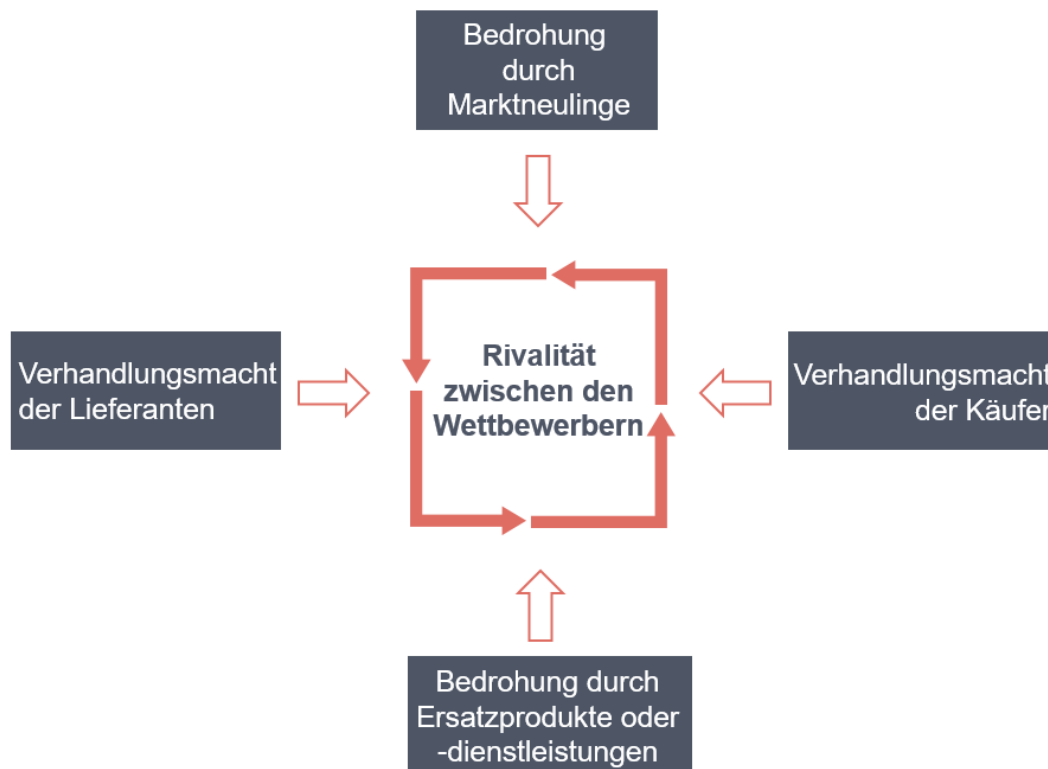 Bedrohung
durch
Marktneulinge
Verhandlungsmacht
der Lieferanten
Rivalität
zwischen den
Wettbewerbern
Verhandlungsmacht
der Käufer
Bedrohung durch
Ersatzprodukte oder
-dienstleistungen